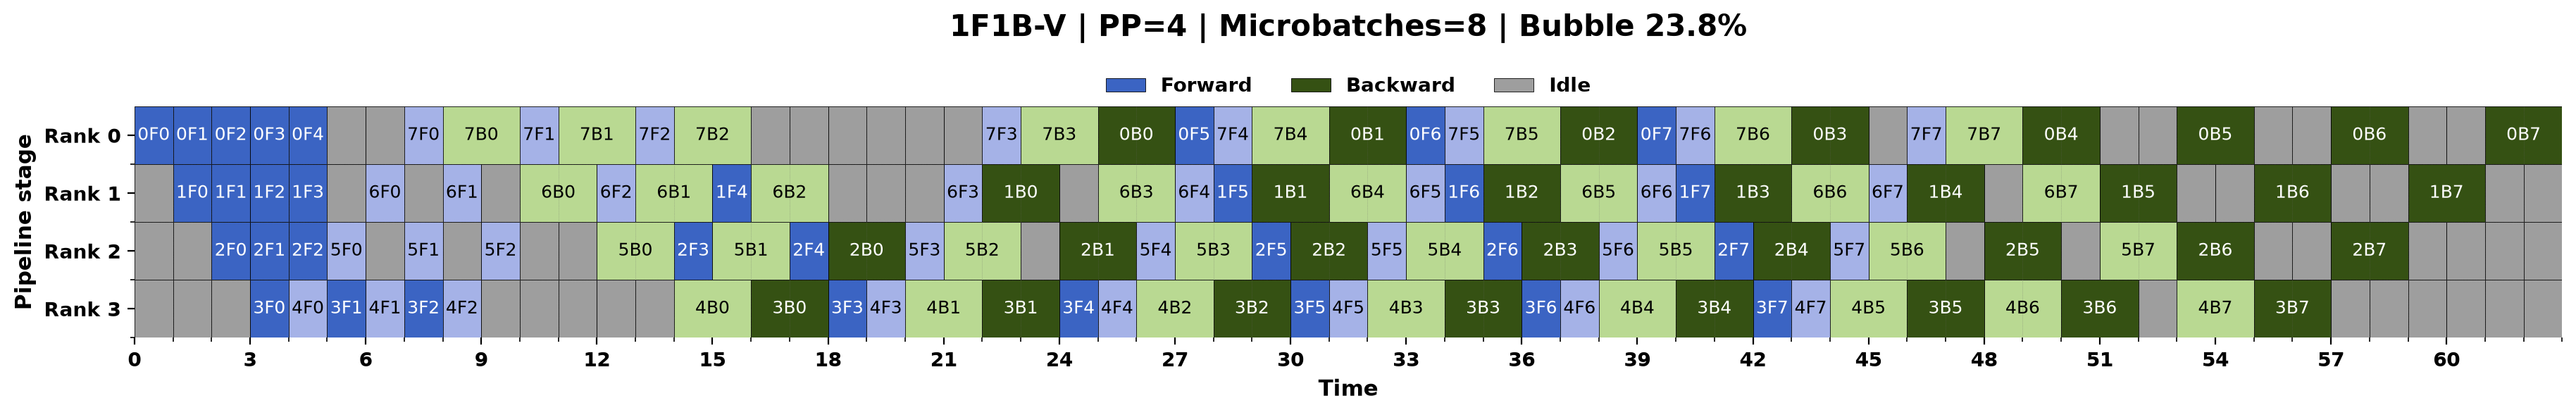 1F1B-V | PP=4 | Microbatches=8 | Bubble 23.8%
Forward Backward Idle
Pipeline stage
Rank 0 0F0 0F1 0F2 0F3 0F4 7F0 7B0 7F1 7B1 7F2 7B2 7F3 7B3 0B0 0F5 7F4 7B4 0B1 0F6 7F5 7B5 0B2 0F7 7F6 7B6 0B3 7F7 7B7 0B4 0B5 0B6 0B7
Rank 1 1F0 1F1 1F2 1F3 6F0 6F1 6B0 6F2 6B1 1F4 6B2 6F3 1B0 6B3 6F4 1F5 1B1 6B4 6F5 1F6 1B2 6B5 6F6 1F7 1B3 6B6 6F7 1B4 6B7 1B5 1B6 1B7
Rank 2 2F0 2F1 2F2 5F0 5F1 5F2 5B0 2F3 5B1 2F4 2B0 5F3 5B2 2B1 5F4 5B3 2F5 2B2 5F5 5B4 2F6 2B3 5F6 5B5 2F7 2B4 5F7 5B6 2B5 5B7 2B6 2B7
Rank 3 3F0 4F0 3F1 4F1 3F2 4F2 4B0 3B0 3F3 4F3 4B1 3B1 3F4 4F4 4B2 3B2 3F5 4F5 4B3 3B3 3F6 4F6 4B4 3B4 3F7 4F7 4B5 3B5 4B6 3B6 4B7 3B7
0 3 6 9 12 15 18 21 24 27 30 33 36 39 42 45 48 51 54 57 60
Time